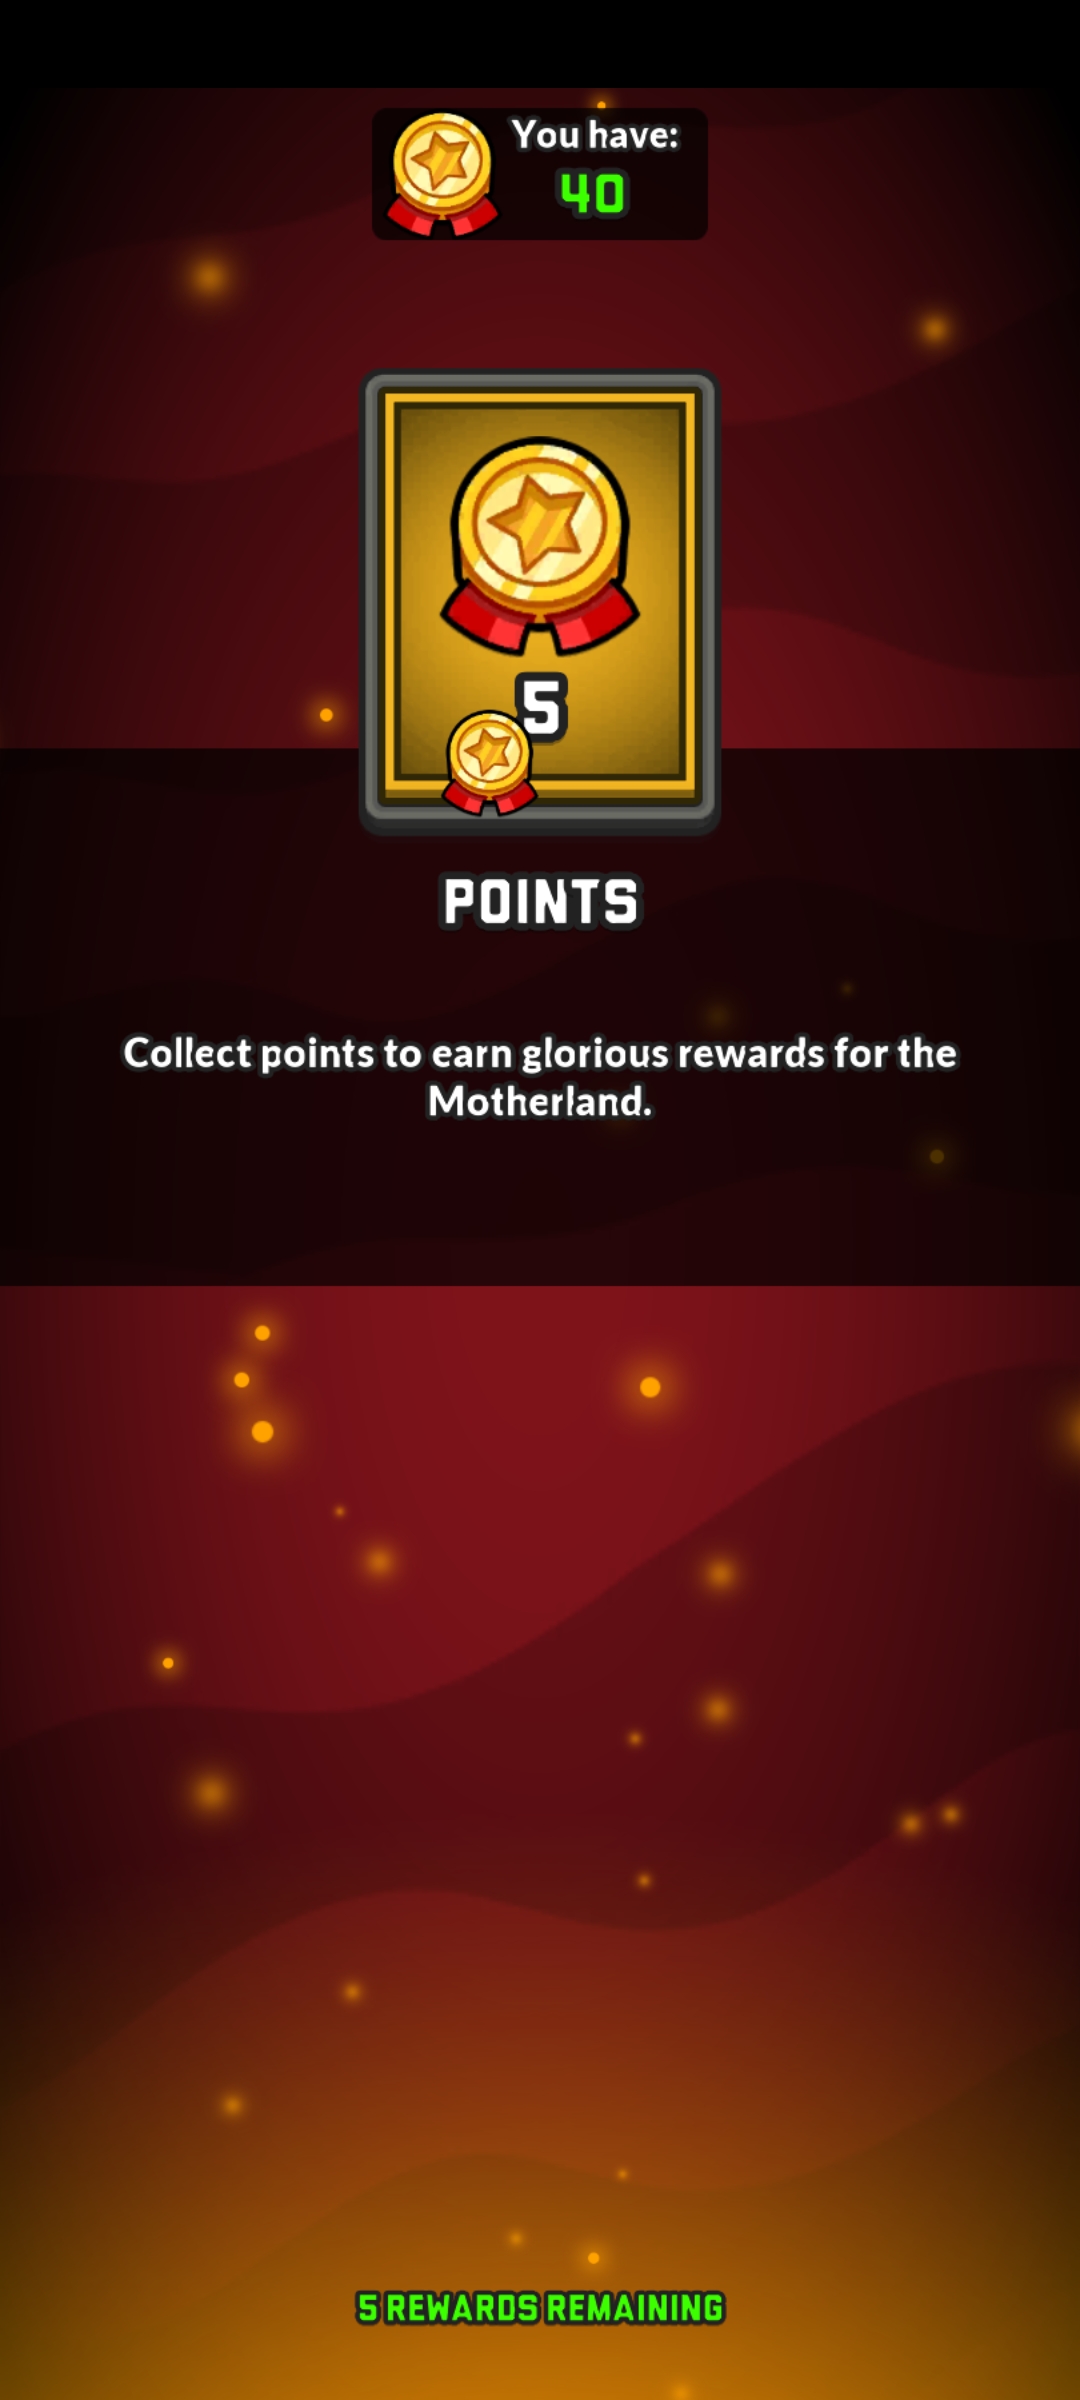 You have:
40
5
POINTS
Collect points to earn glorious rewards for the
Motherland.
5 REWARDS REMAINING